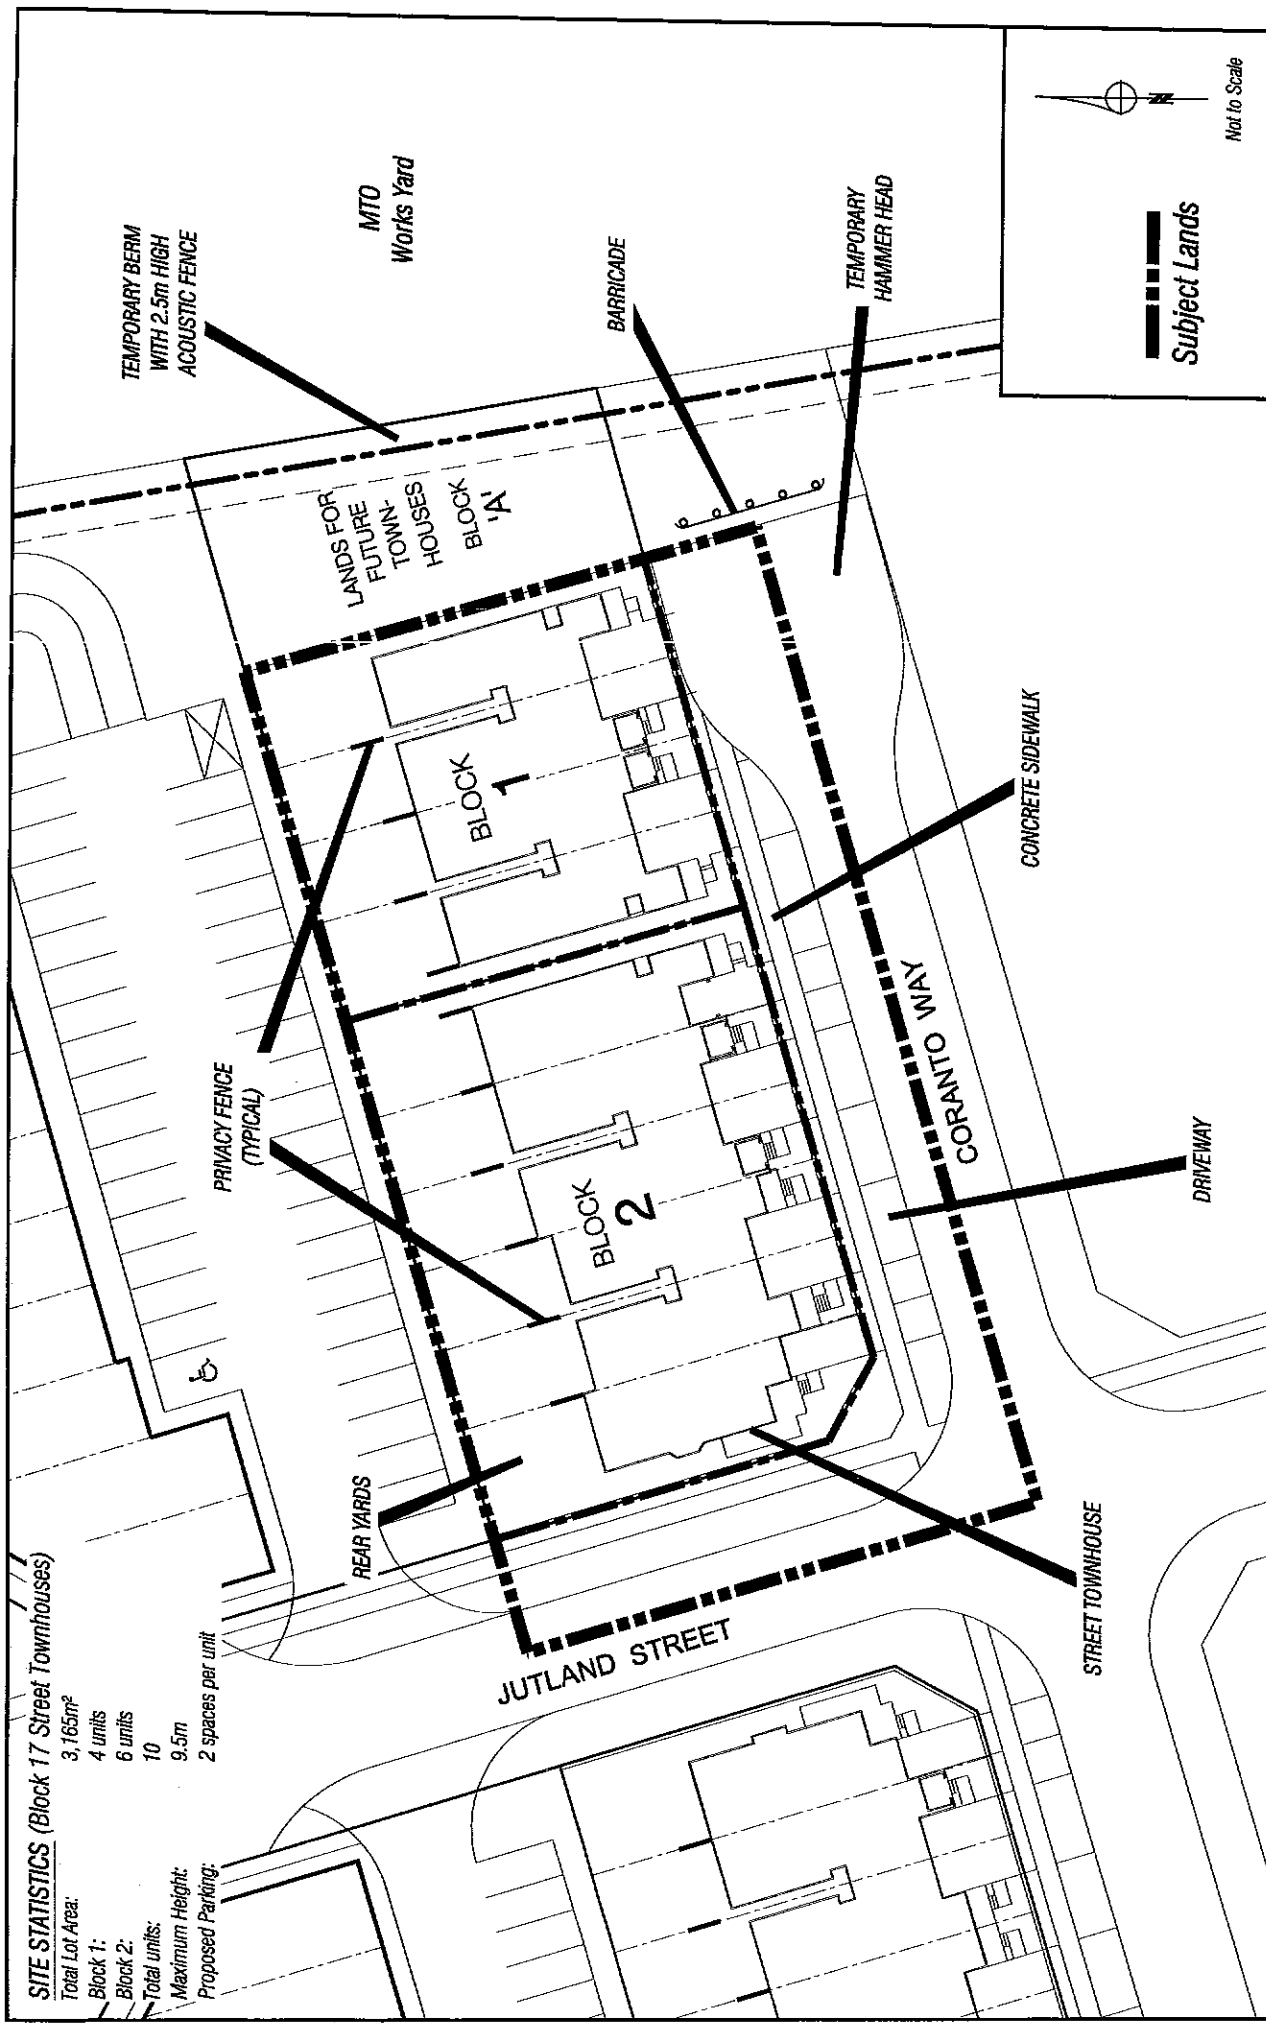 SITE STATISTICS (Block 17 Street Townhouses)
Total Lot Area: 3,165m²
Block 1: 4 units
Block 2: 6 units
Total units: 10
Maximum Height: 9.5m
Proposed Parking: 2 spaces per unit
REAR YARDS
PRIVACY FENCE
(TYPICAL)
TEMPORARY BERM
WITH 2.5m HIGH
ACOUSTIC FENCE
MTO
Works Yard
LANDS FOR
FUTURE
TOWN-
HOUSES
BLOCK
'A'
BLOCK
1
BLOCK
2
BARRICADE
TEMPORARY
HAMMER HEAD
JUTLAND STREET
CORANTO WAY
CONCRETE SIDEWALK
DRIVEWAY
STREET TOWNHOUSE
Subject Lands
N
Not to Scale